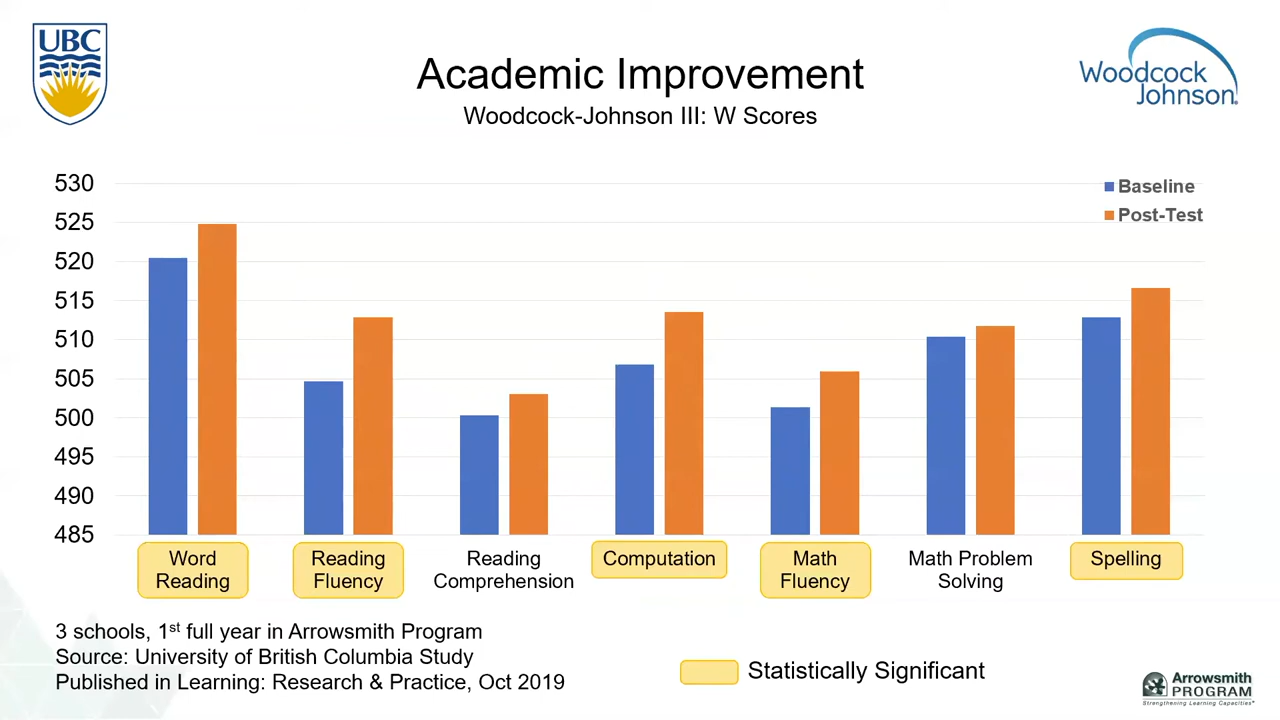 UBC
Academic Improvement
Woodcock-Johnson III: W Scores
Woodcock
Johnson
530
525
520
515
510
505
500
495
490
485
Baseline
Post-Test
Word
Reading
Reading
Fluency
Reading
Comprehension
Computation
Math
Fluency
Math Problem
Solving
Spelling
3 schools, 1st full year in Arrowsmith Program
Source: University of British Columbia Study
Published in Learning: Research & Practice, Oct 2019
Statistically Significant
Arrowsmith
PROGRAM
Strengthening Learning Capacities